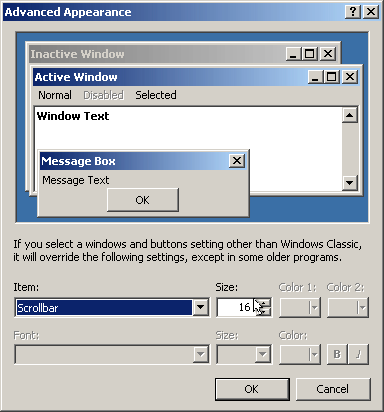 Advanced Appearance
Inactive Window
Active Window
Normal Disabled Selected
Window Text
Message Box
Message Text
OK
If you select a windows and buttons setting other than Windows Classic,
it will override the following settings, except in some older programs.
Item: Size: Color 1: Color 2:
Scrollbar 16
Font: Size: Color:
B I
OK Cancel